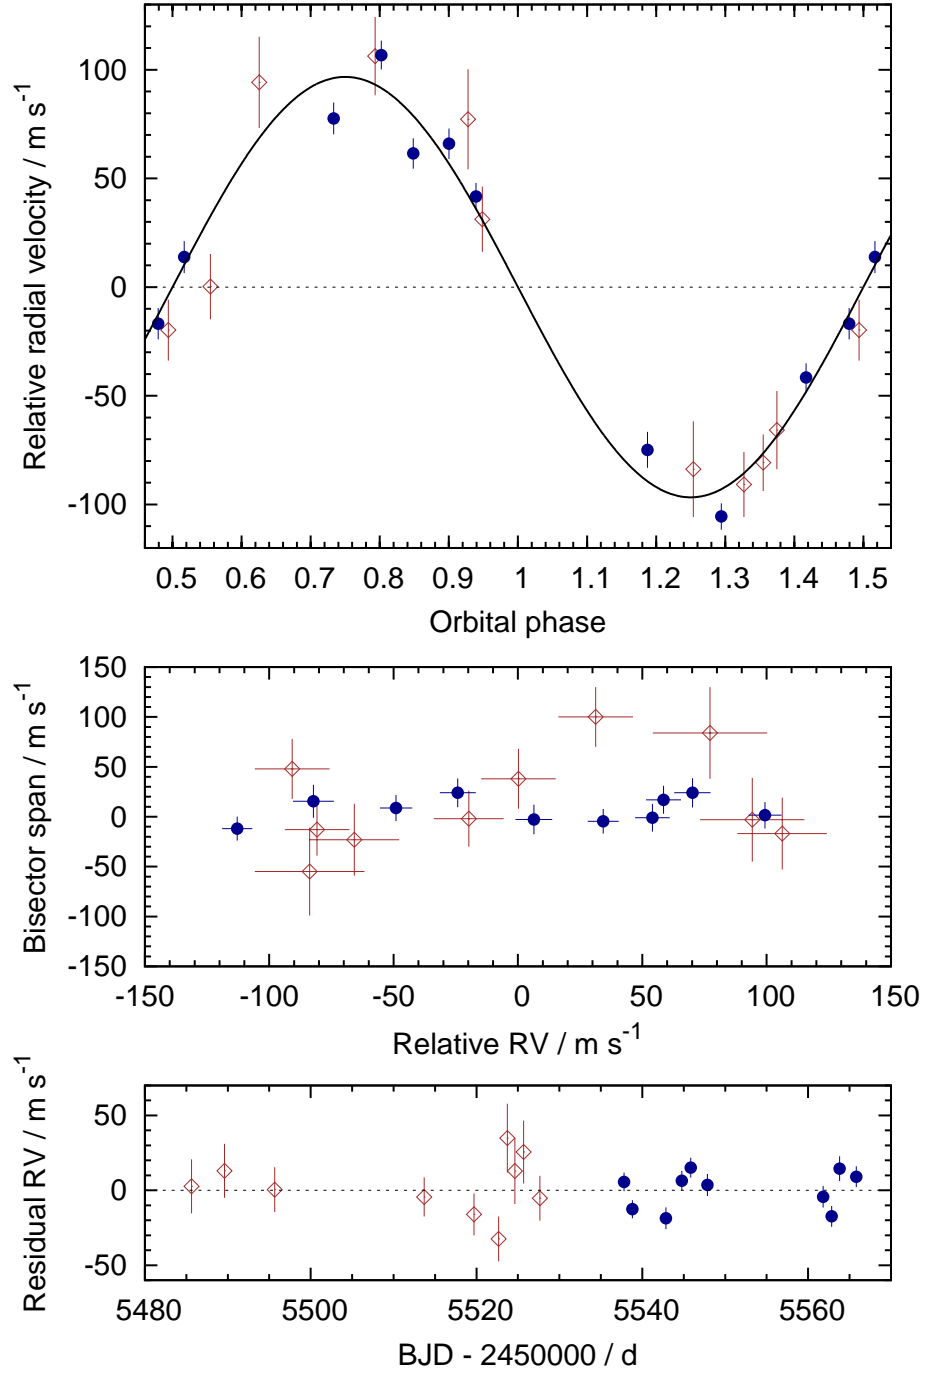 100
50
0
-50
-100
Relative radial velocity / m s⁻¹
0.5 0.6 0.7 0.8 0.9 1 1.1 1.2 1.3 1.4 1.5
Orbital phase
150
100
50
0
-50
-100
-150
Bisector span / m s⁻¹
-150 -100 -50 0 50 100 150
Relative RV / m s⁻¹
50
0
-50
Residual RV / m s⁻¹
5480 5500 5520 5540 5560
BJD - 2450000 / d